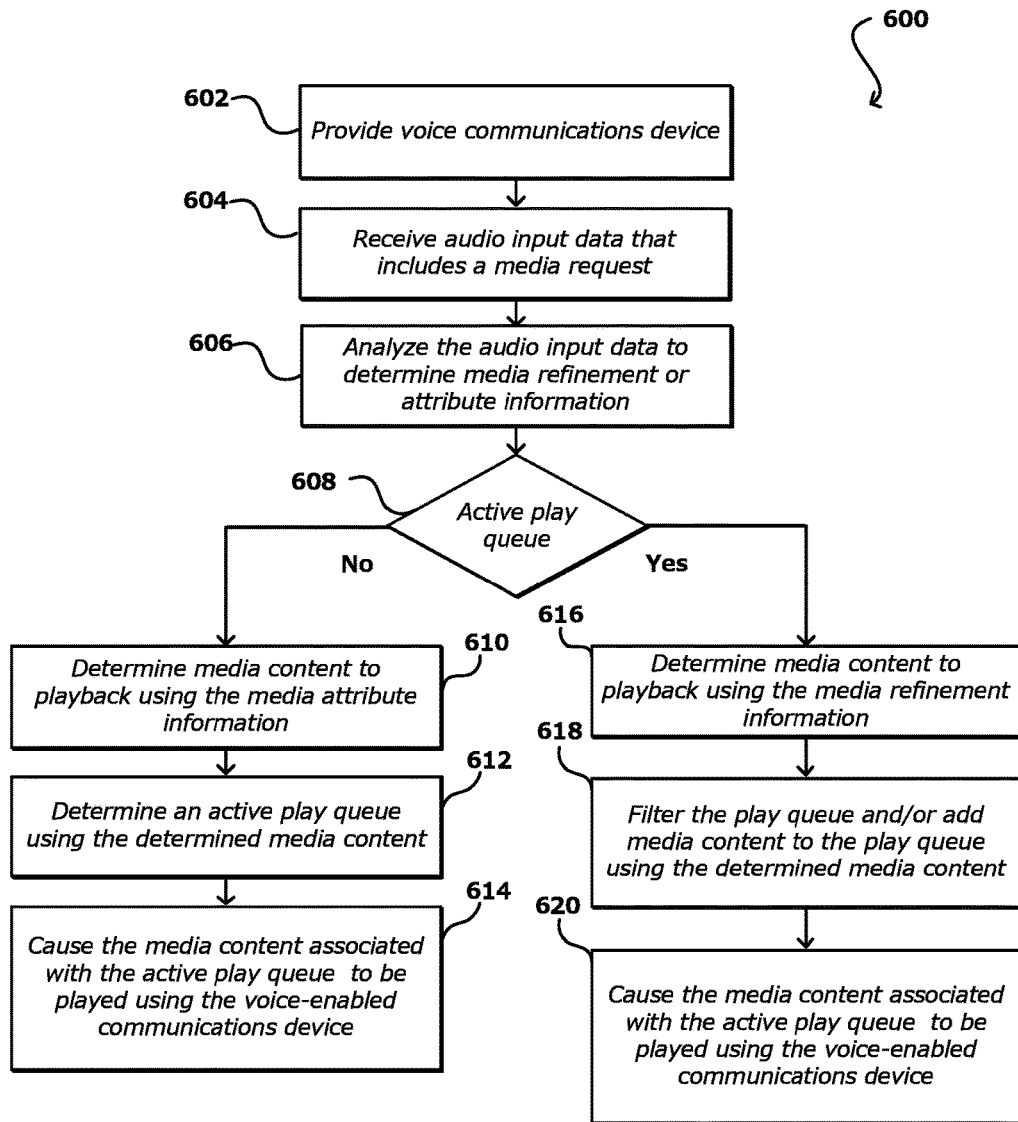 600
602
Provide voice communications device
604
Receive audio input data that
includes a media request
606
Analyze the audio input data to
determine media refinement or
attribute information
608
Active play
queue
No
Yes
610
Determine media content to
playback using the media attribute
information
612
Determine an active play queue
using the determined media content
614
Cause the media content associated
with the active play queue to be
played using the voice-enabled
communications device
616
Determine media content to
playback using the media refinement
information
618
Filter the play queue and/or add
media content to the play queue
using the determined media content
620
Cause the media content associated
with the active play queue to be
played using the voice-enabled
communications device